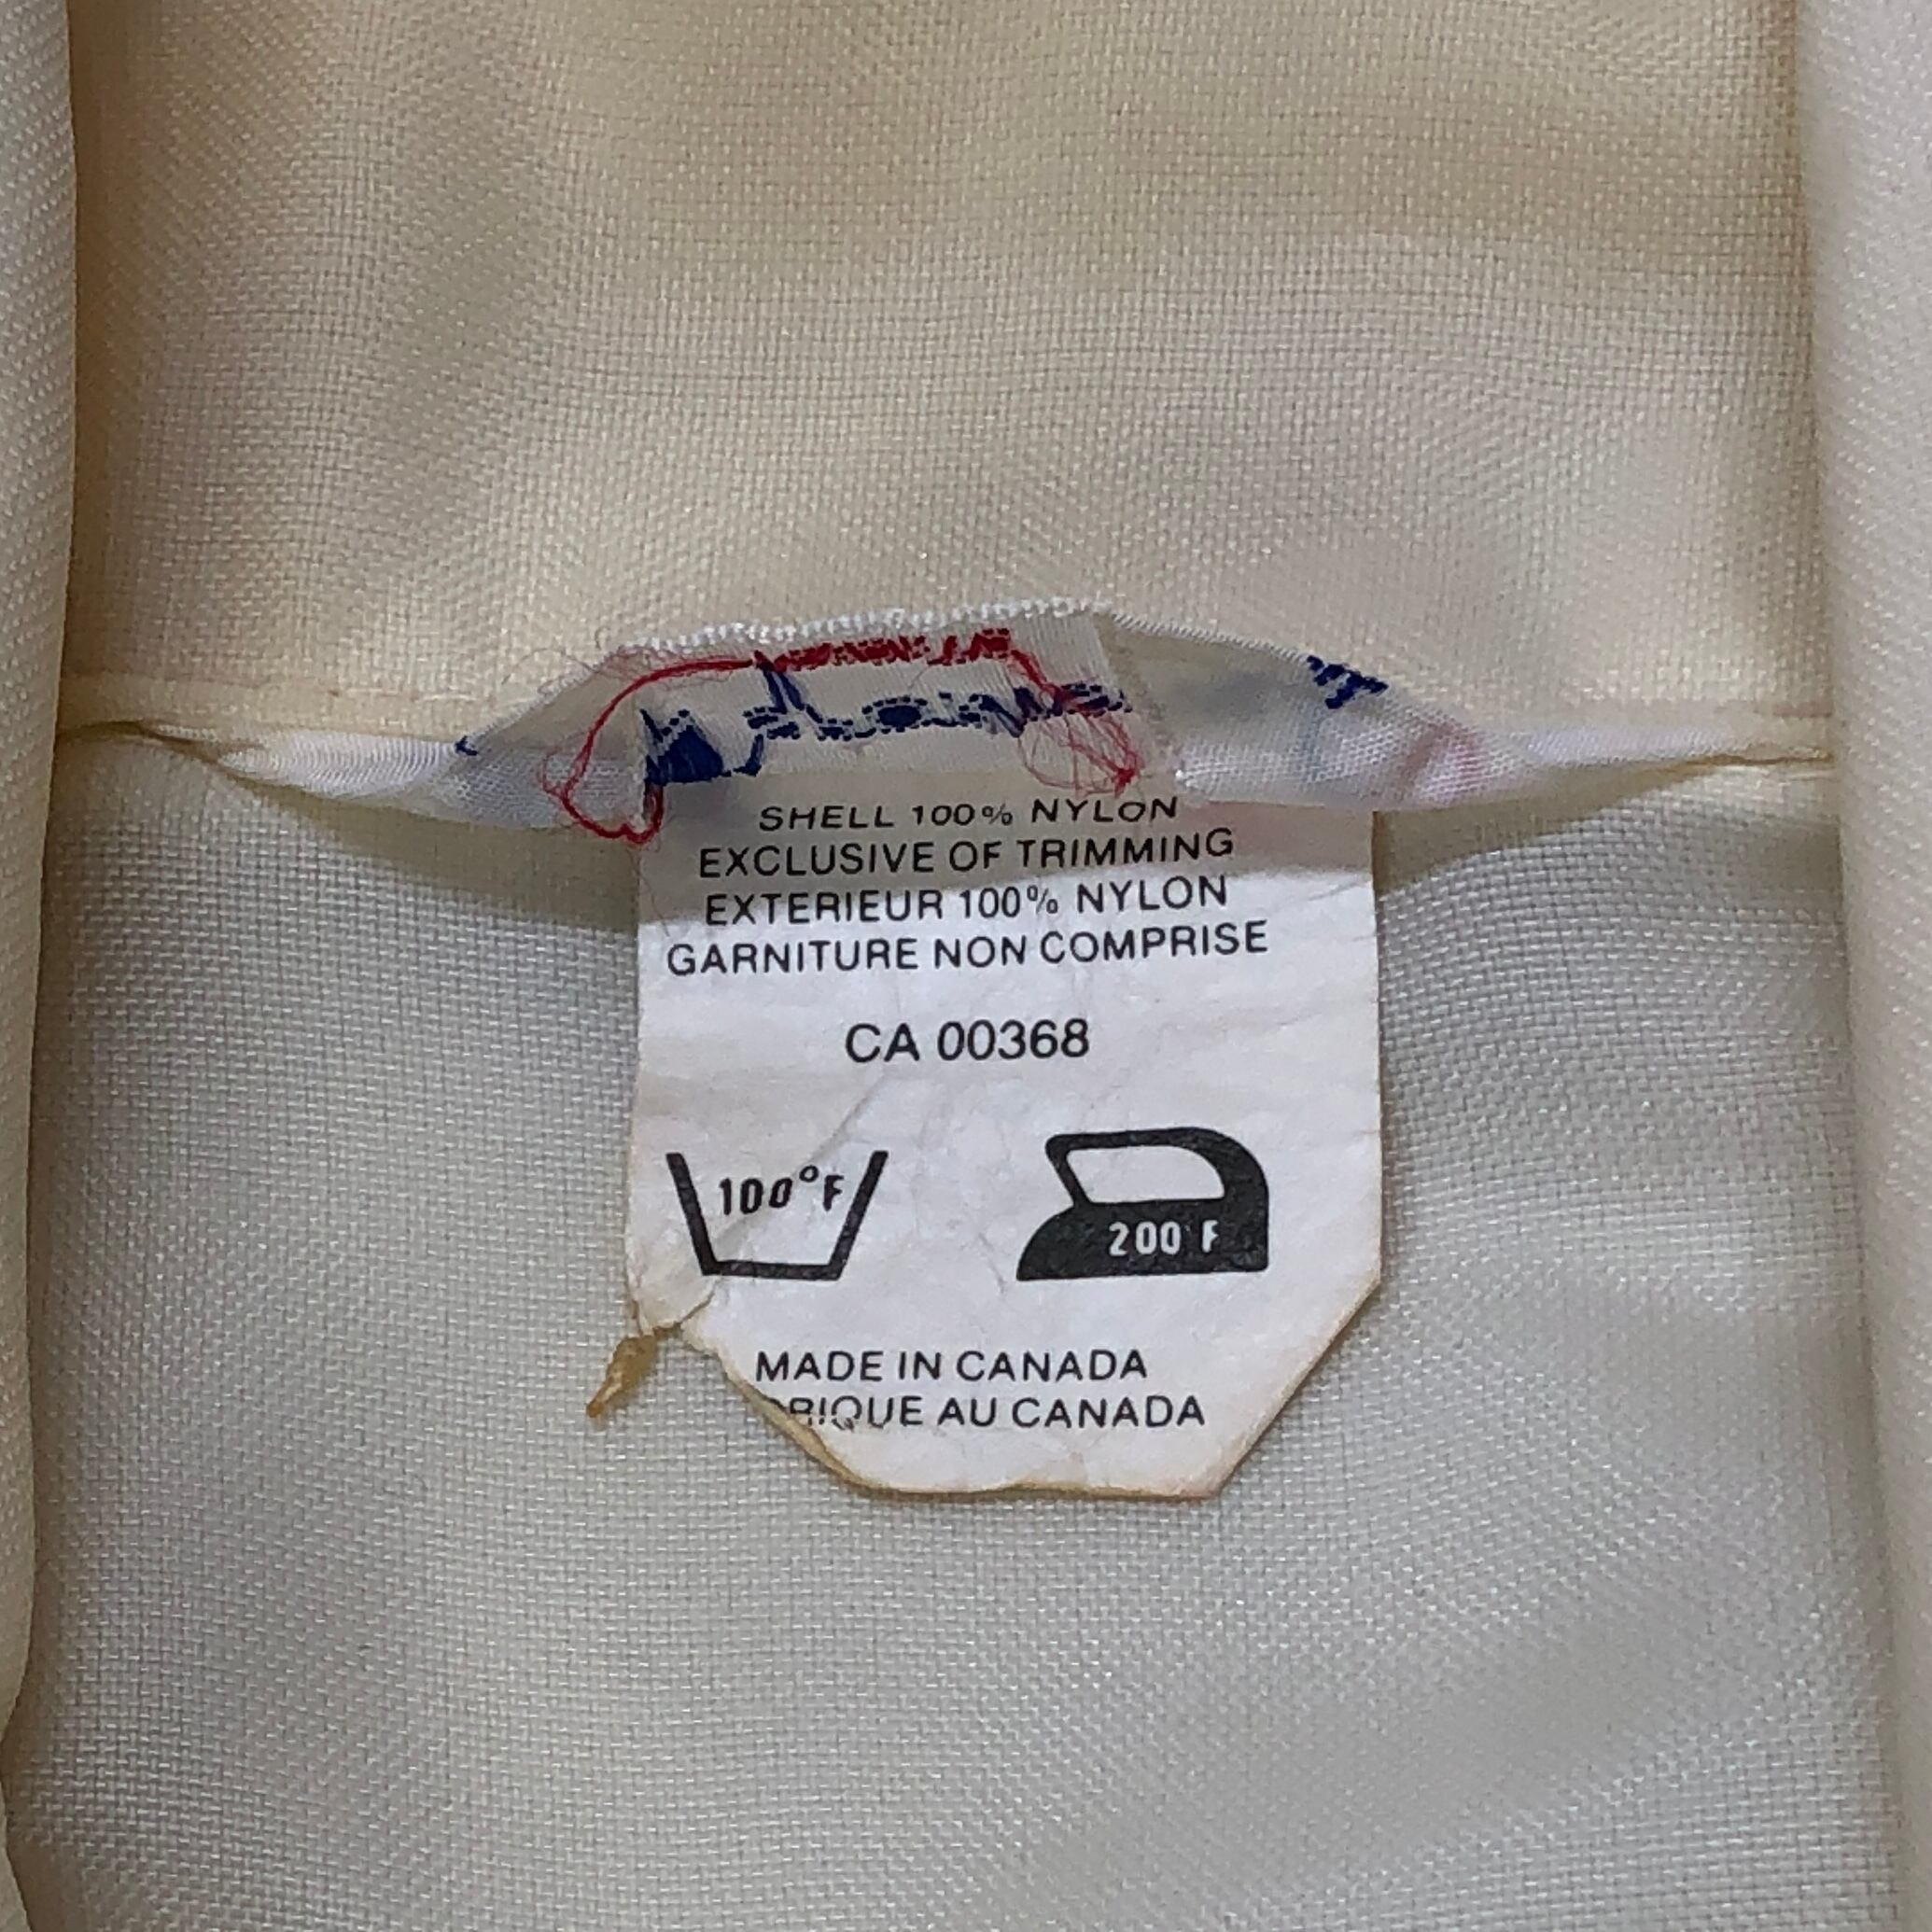 SHELL 100% NYLON
EXCLUSIVE OF TRIMMING
EXTERIEUR 100% NYLON
GARNITURE NON COMPRISE
CA 00368
100°F
200 F
MADE IN CANADA
BRIQUE AU CANADA